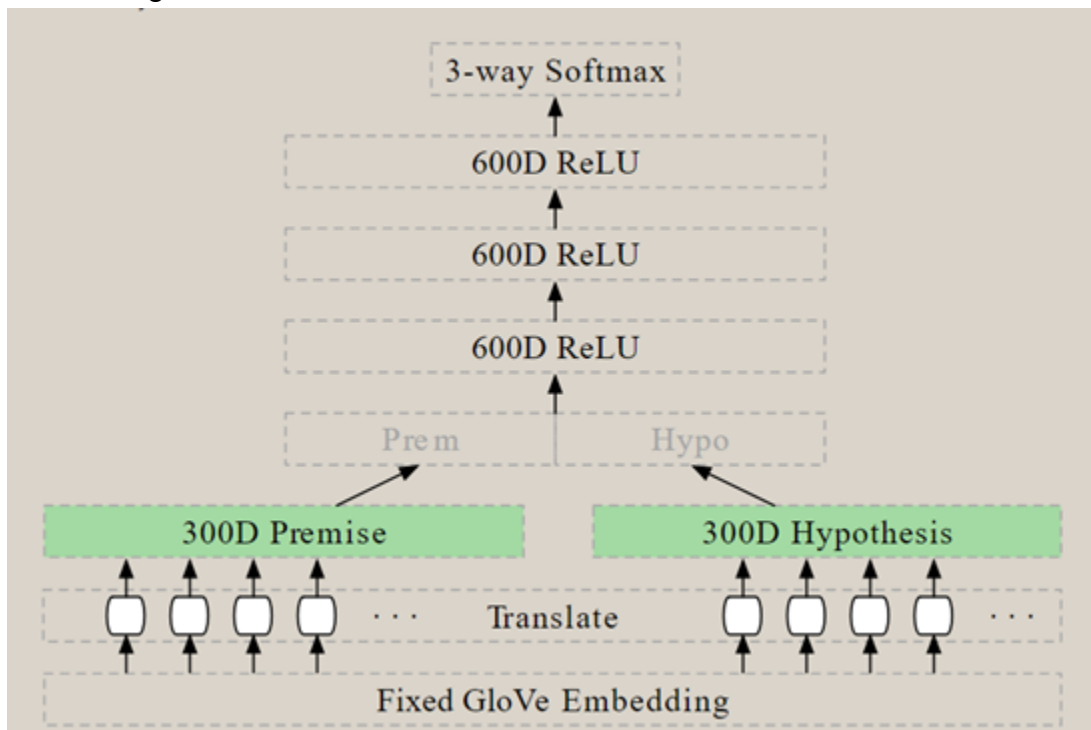 3-way Softmax
600D ReLU
600D ReLU
600D ReLU
Prem Hypo
300D Premise 300D Hypothesis
... Translate ...
Fixed GloVe Embedding